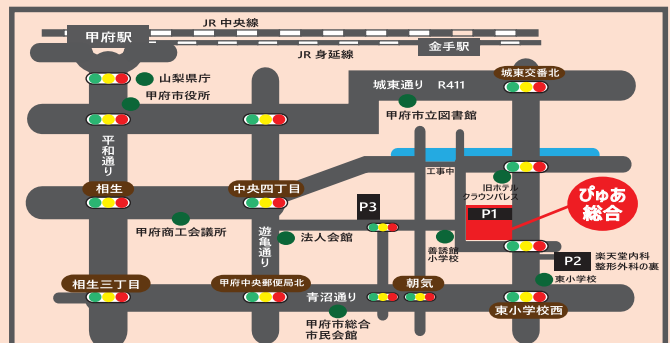 JR 中央線
甲府駅
金手駅
JR 身延線
山梨県庁
甲府市役所
城東通り R411
城東交番北
甲府市立図書館
平和通り
工事中
相生
中央四丁目
旧ホテル
クラウンパレス
ぴゅあ
総合
P3
P1
甲府商工会議所
遊亀通り
法人会館
善誘館
小学校
P2
楽天堂内科
整形外科の裏
東小学校
相生三丁目
甲府中央郵便局北
青沼通り
朝気
東小学校西
甲府市総合
市民会館